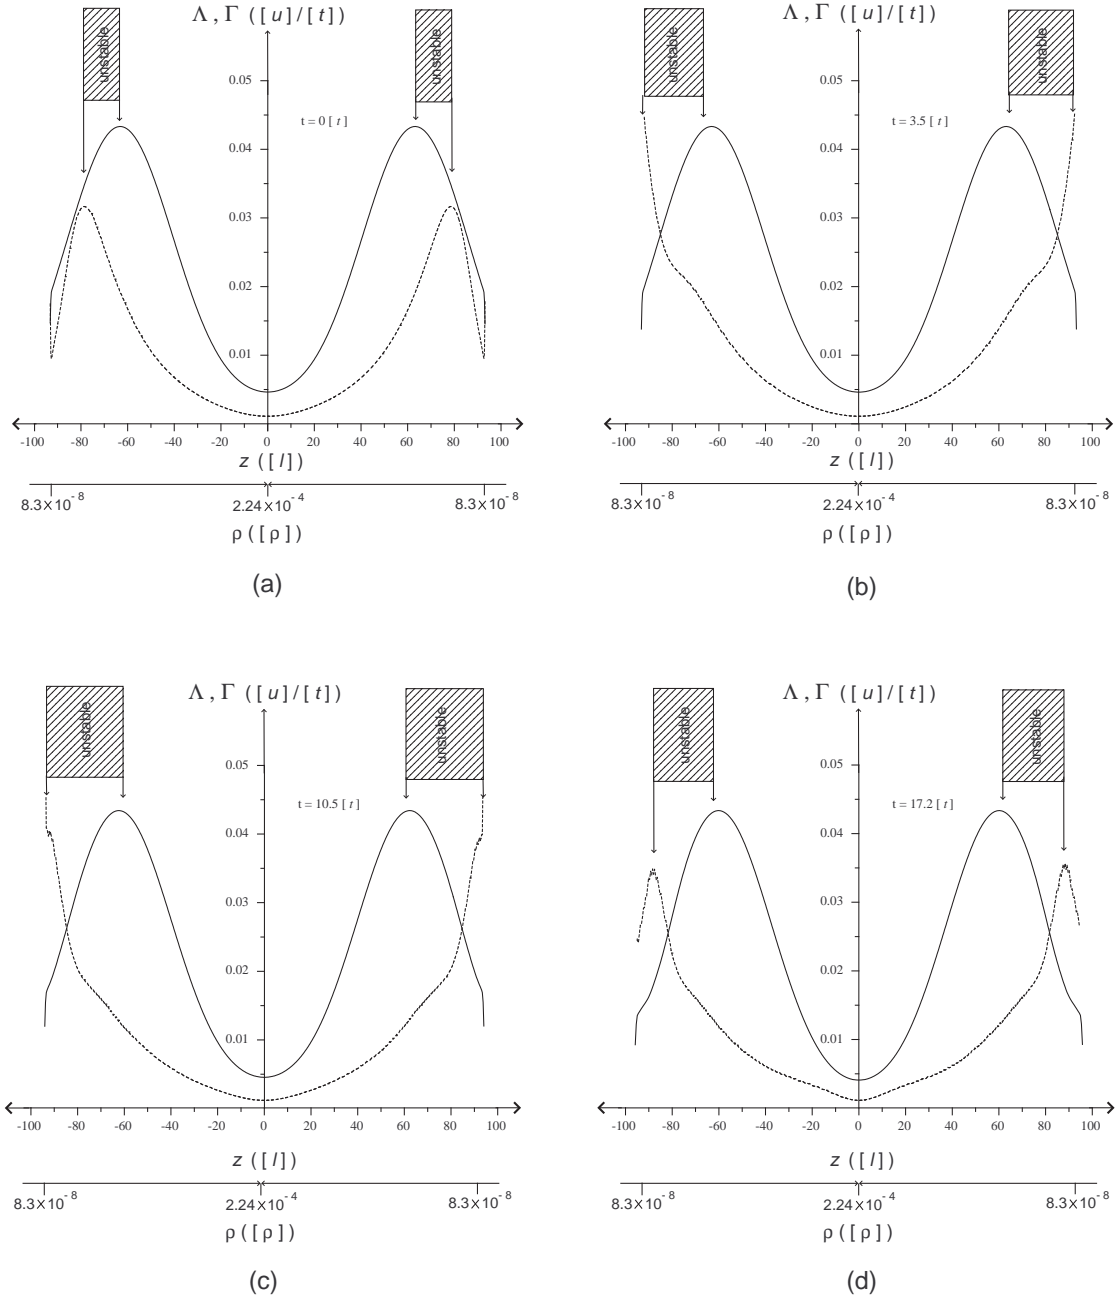 Λ , Γ ( [ u ] / [ t ] )
unstable
unstable
t = 0 [ t ]
0.05
0.04
0.03
0.02
0.01
-100 -80 -60 -40 -20 0 20 40 60 80 100
z ( [ l ] )
8.3×10⁻⁸ 2.24×10⁻⁴ 8.3×10⁻⁸
ρ ( [ ρ ] )
(a)
Λ , Γ ( [ u ] / [ t ] )
unstable
unstable
t = 3.5 [ t ]
0.05
0.04
0.03
0.02
0.01
-100 -80 -60 -40 -20 0 20 40 60 80 100
z ( [ l ] )
8.3×10⁻⁸ 2.24×10⁻⁴ 8.3×10⁻⁸
ρ ( [ ρ ] )
(b)
Λ , Γ ( [ u ] / [ t ] )
unstable
unstable
t = 10.5 [ t ]
0.05
0.04
0.03
0.02
0.01
-100 -80 -60 -40 -20 0 20 40 60 80 100
z ( [ l ] )
8.3×10⁻⁸ 2.24×10⁻⁴ 8.3×10⁻⁸
ρ ( [ ρ ] )
(c)
Λ , Γ ( [ u ] / [ t ] )
unstable
unstable
t = 17.2 [ t ]
0.05
0.04
0.03
0.02
0.01
-100 -80 -60 -40 -20 0 20 40 60 80 100
z ( [ l ] )
8.3×10⁻⁸ 2.24×10⁻⁴ 8.3×10⁻⁸
ρ ( [ ρ ] )
(d)